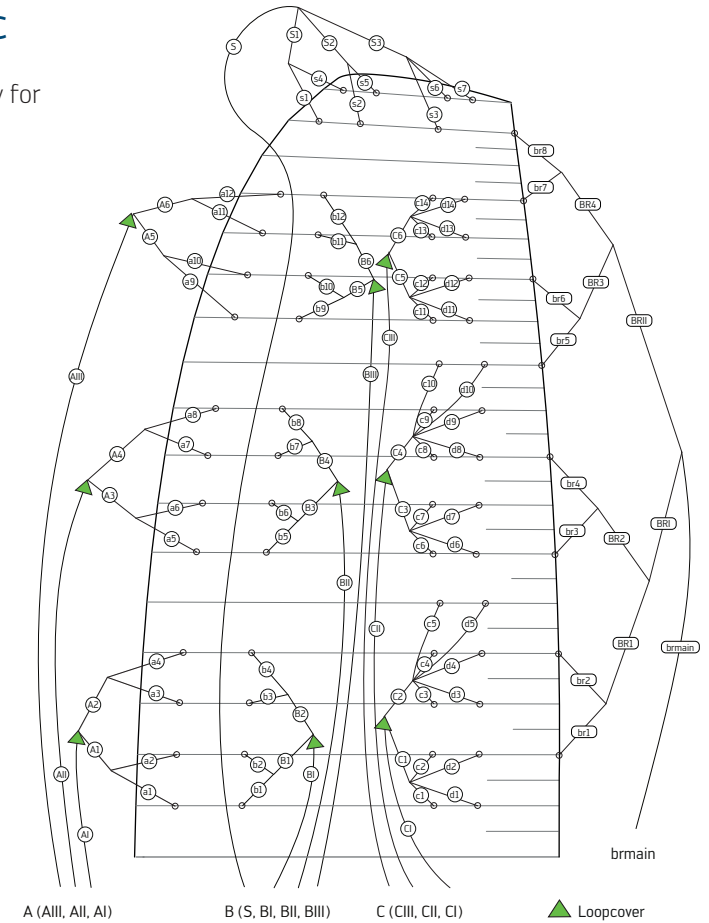 C
y for
S
S1
S2
S3
s4
s5
s6
s7
s1
s2
s3
br8
br7
BR4
a12
A6
a11
A5
a10
a9
b12
b11
B6
b10
B5
b9
c14
d14
c13
d13
C6
C5
c12
d12
c11
d11
BR3
br6
br5
BRII
CIII
BIII
AIII
c10
d10
a8
a7
A4
A3
a6
a5
b8
b7
B4
B3
b6
b5
c9
d9
C4
c8
d8
C3
c7
d7
c6
d6
br4
br3
BR2
BRI
BII
CII
c5
d5
a4
a3
A2
A1
a2
a1
b4
b3
B2
B1
b2
b1
c4
d4
C2
c3
d3
C1
c2
d2
c1
d1
br2
br1
BR1
brmain
AII
AI
BI
CI
brmain
A (AIII, AII, AI)
B (S, BI, BII, BIII)
C (CIII, CII, CI)
Loopcover